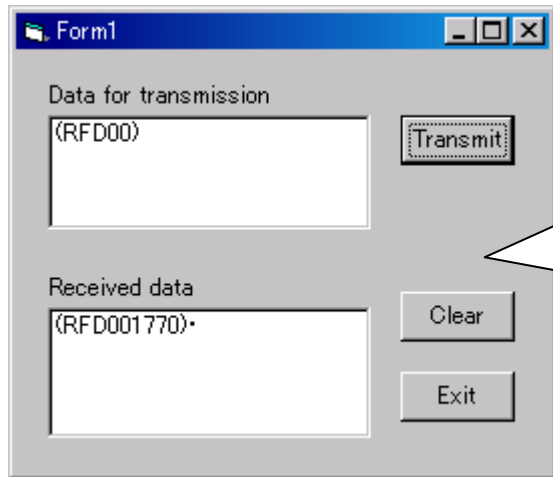 Form1
Data for transmission
(RFD00)
Transmit
Received data
(RFD001770)･
Clear
Exit